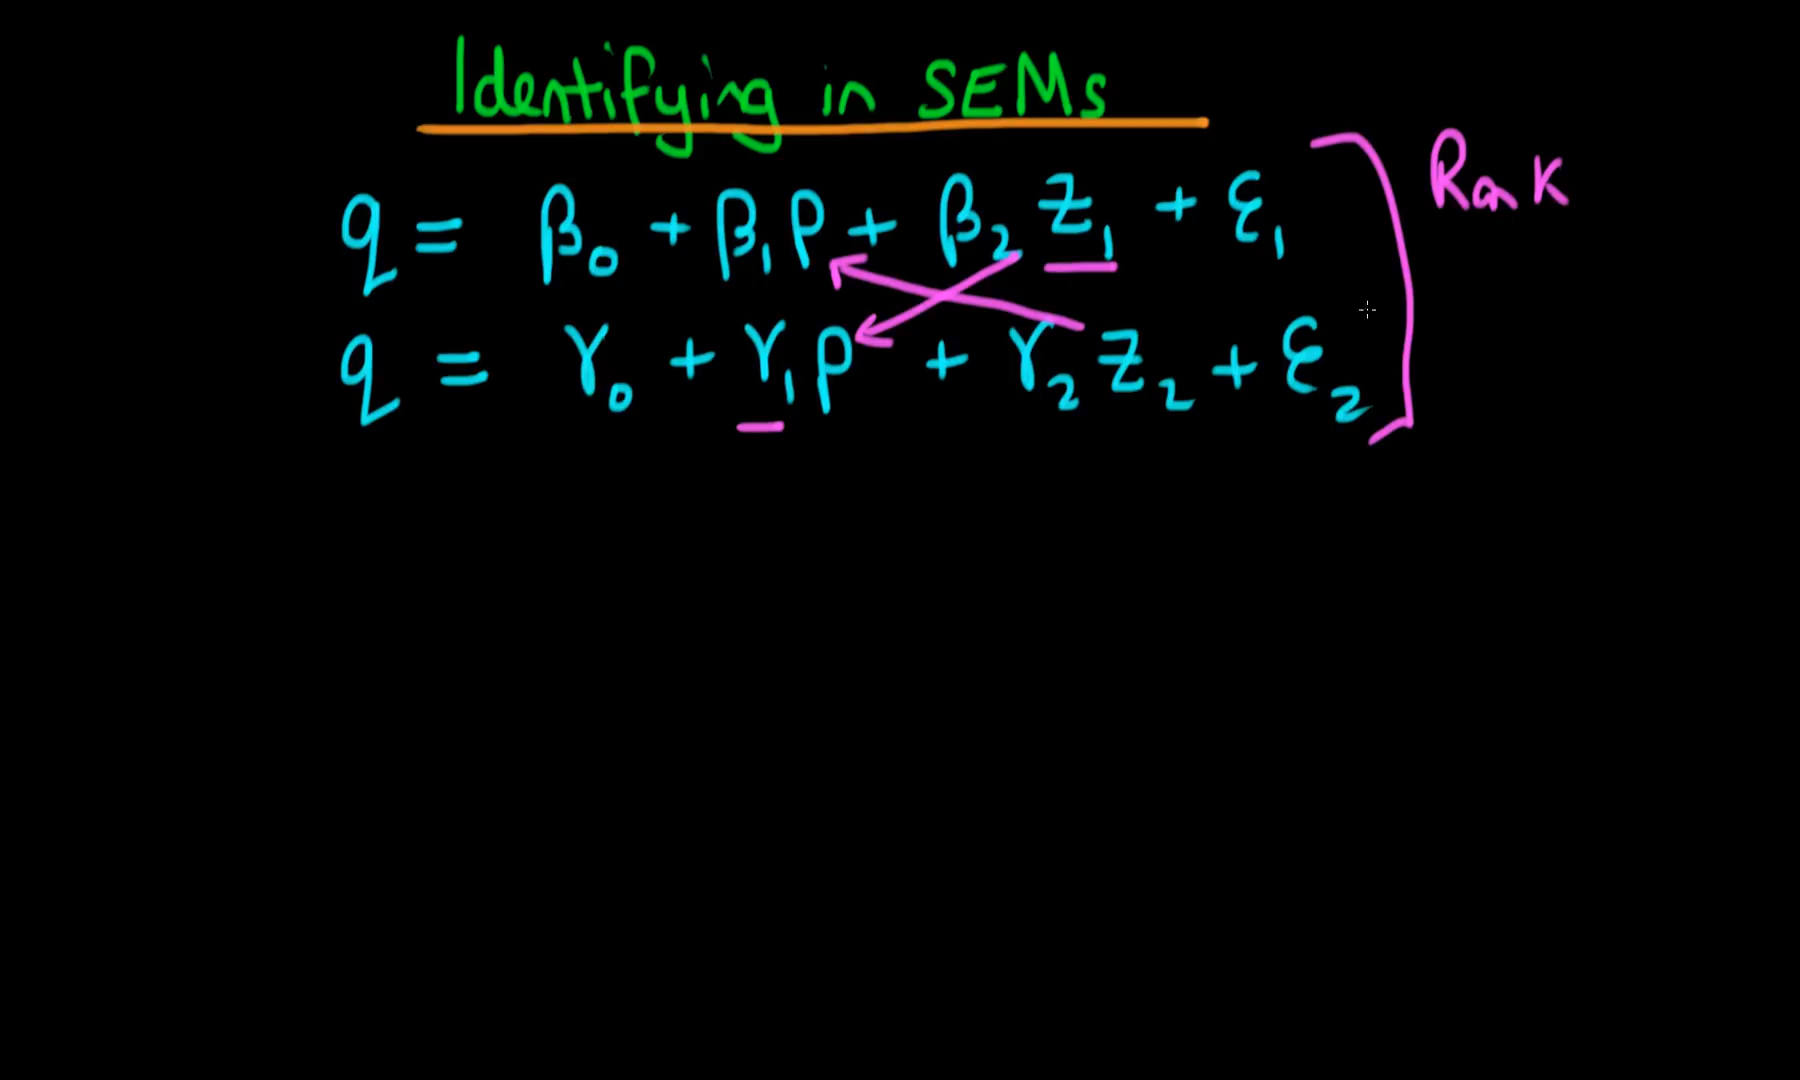 Identifying in SEMs
q = β₀ + β₁p + β₂z₁ + ε₁
Rank
q = γ₀ + γ₁p + γ₂z₂ + ε₂